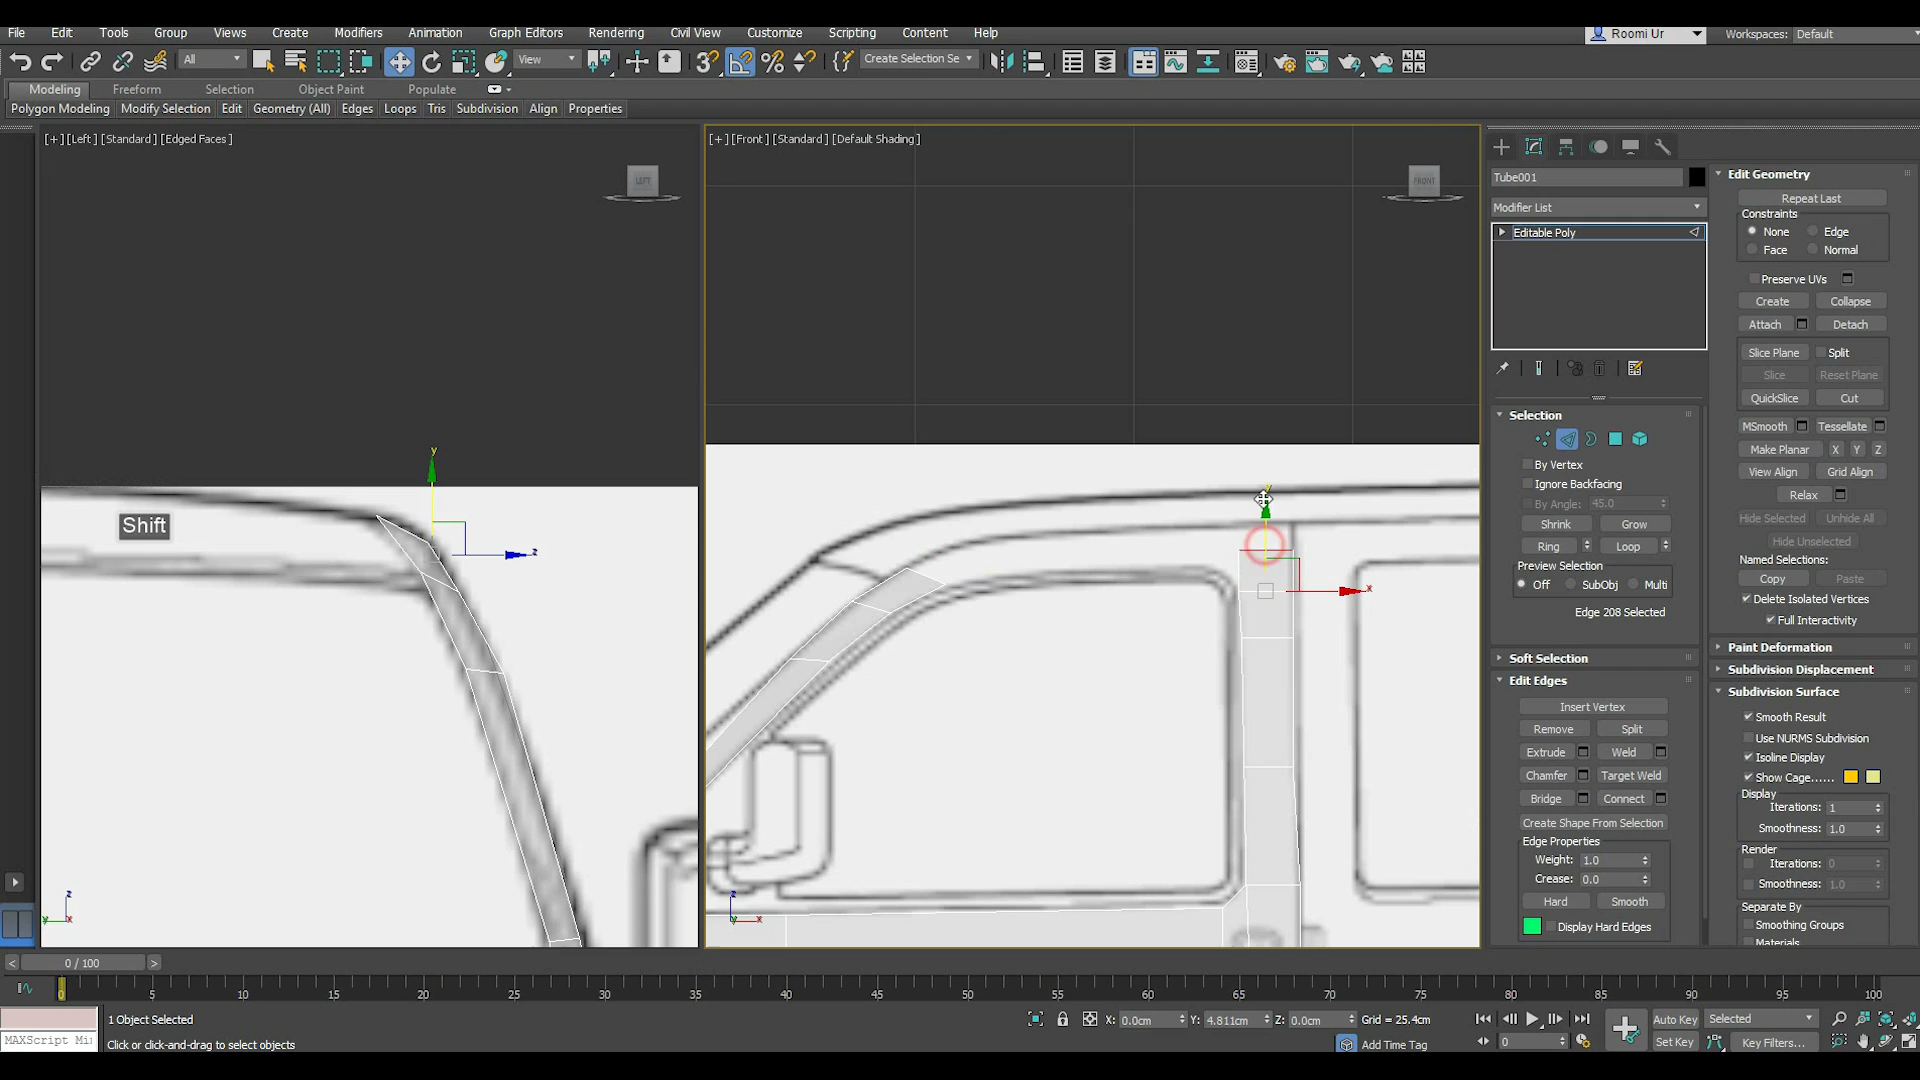 File Edit Tools Group Views Create Modifiers Animation Graph Editors Rendering Civil View Customize Scripting Content Help Roomi Ur Workspaces: Default
All View Create Selection Se
Modeling Freeform Selection Object Paint Populate
Polygon Modeling Modify Selection Edit Geometry (All) Edges Loops Tris Subdivision Align Properties
[+] [Left] [Standard] [Edged Faces]
[+] [Front] [Standard] [Default Shading]
LEFT
FRONT
Shift
y
z
x
Tube001
Modifier List
Editable Poly
Selection
By Vertex
Ignore Backfacing
By Angle: 45.0
Shrink Grow
Ring Loop
Preview Selection
Off SubObj Multi
Edge 208 Selected
Soft Selection
Edit Edges
Insert Vertex
Remove Split
Extrude Weld
Chamfer Target Weld
Bridge Connect
Create Shape From Selection
Edge Properties
Weight: 1.0
Crease: 0.0
Hard Smooth
Display Hard Edges
Edit Geometry
Repeat Last
Constraints
None Edge
Face Normal
Preserve UVs
Create Collapse
Attach Detach
Slice Plane Split
Slice Reset Plane
QuickSlice Cut
MSmooth Tessellate
Make Planar X Y Z
View Align Grid Align
Relax
Hide Selected Unhide All
Hide Unselected
Named Selections:
Copy Paste
Delete Isolated Vertices
Full Interactivity
Paint Deformation
Subdivision Displacement
Subdivision Surface
Smooth Result
Use NURMS Subdivision
Isoline Display
Show Cage......
Display
Iterations: 1
Smoothness: 1.0
Render
Iterations: 0
Smoothness: 1.0
Separate By
Smoothing Groups
Materials
< 0 / 100 >
0 5 10 15 20 25 30 35 40 45 50 55 60 65 70 75 80 85 90 95 100
1 Object Selected X: 0.0cm Y: 4.811cm Z: 0.0cm Grid = 25.4cm Auto Key Selected
MAXScript Mi Click or click-and-drag to select objects Add Time Tag 0 Set Key Key Filters...